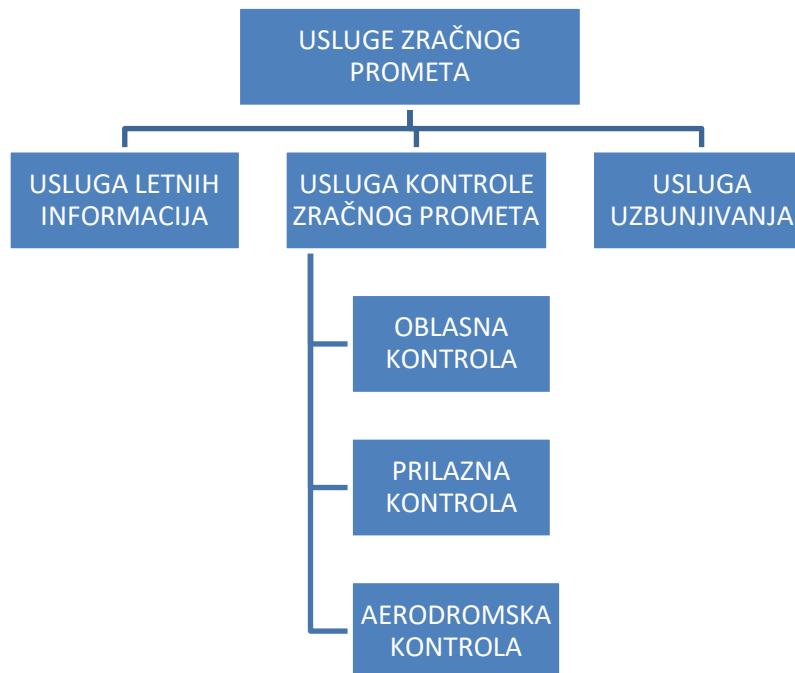 USLUGE ZRAČNOG
PROMETA
USLUGA LETNIH
INFORMACIJA
USLUGA KONTROLE
ZRAČNOG PROMETA
USLUGA
UZBUNJIVANJA
OBLASNA
KONTROLA
PRILAZNA
KONTROLA
AERODROMSKA
KONTROLA